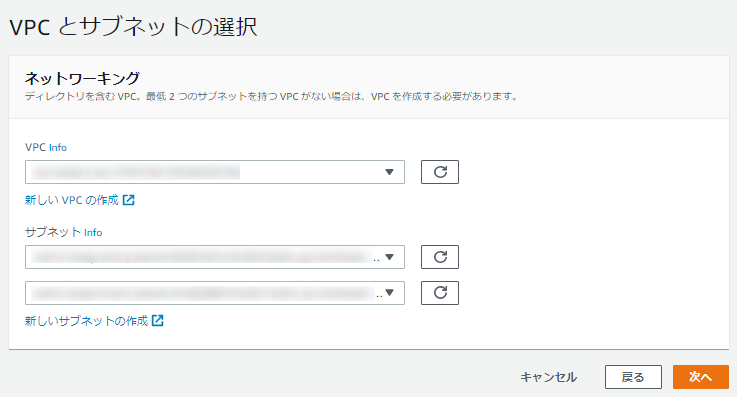 VPC とサブネットの選択
ネットワーキング
ディレクトリを含む VPC。最低 2 つのサブネットを持つ VPC がない場合は、VPC を作成する必要があります。
VPC Info
新しい VPC の作成
サブネット Info
..
..
新しいサブネットの作成
キャンセル 戻る 次へ